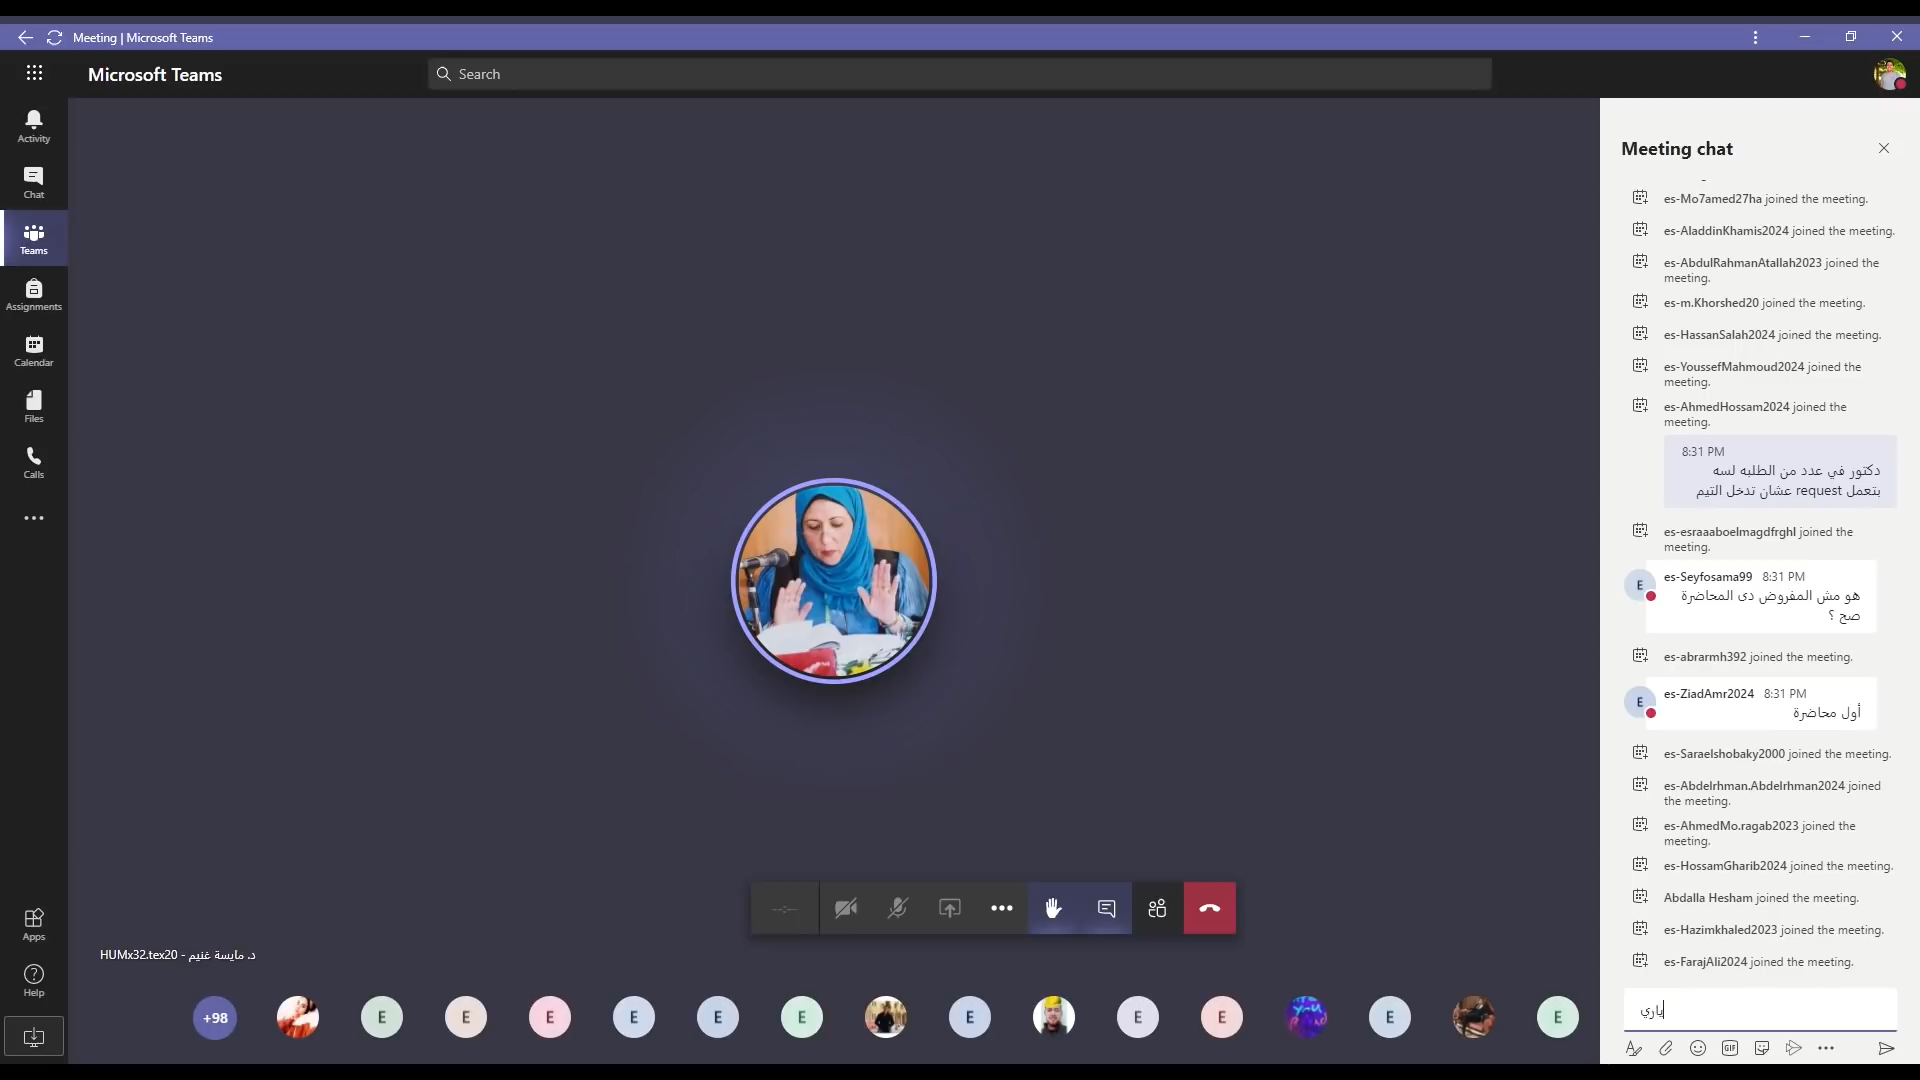 Meeting | Microsoft Teams
Microsoft Teams
Search
Activity
Chat
Teams
Assignments
Calendar
Files
Calls
Apps
Help
HUMx32.tex20 - د. مايسة غنيم
+98
E
E
E
E
E
E
E
E
E
E
E
Meeting chat
es-Mo7amed27ha joined the meeting.
es-AladdinKhamis2024 joined the meeting.
es-AbdulRahmanAtallah2023 joined the
meeting.
es-m.Khorshed20 joined the meeting.
es-HassanSalah2024 joined the meeting.
es-YoussefMahmoud2024 joined the
meeting.
es-AhmedHossam2024 joined the
meeting.
8:31 PM
دكتور في عدد من الطلبه لسه
بتعمل request عشان تدخل التيم
es-esraaaboelmagdfrghl joined the
meeting.
E
es-Seyfosama99 8:31 PM
هو مش المفروض دى المحاضرة
صح ؟
es-abrarmh392 joined the meeting.
E
es-ZiadAmr2024 8:31 PM
أول محاضرة
es-Saraelshobaky2000 joined the meeting.
es-Abdelrhman.Abdelrhman2024 joined
the meeting.
es-AhmedMo.ragab2023 joined the
meeting.
es-HossamGharib2024 joined the meeting.
Abdalla Hesham joined the meeting.
es-Hazimkhaled2023 joined the meeting.
es-FarajAli2024 joined the meeting.
ياري
GIF